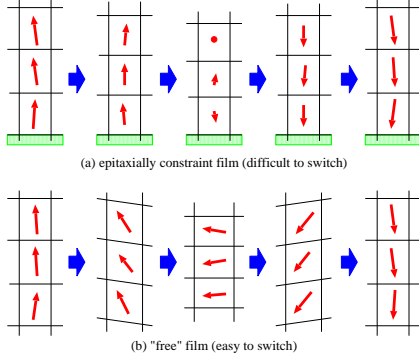 (a) epitaxially constraint film (difficult to switch)
(b) "free" film (easy to switch)